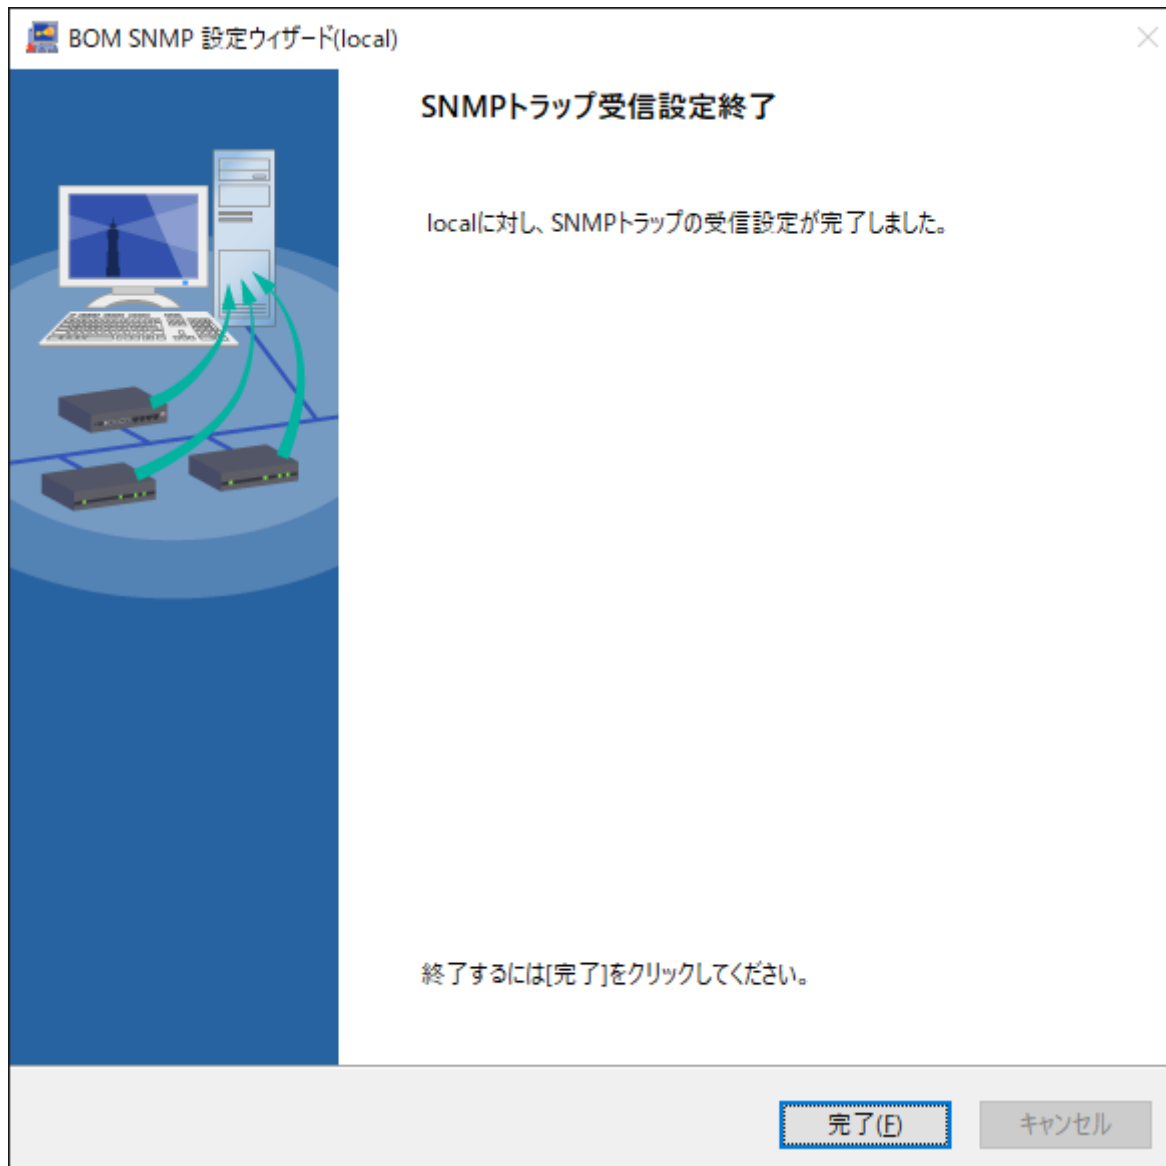 BOM SNMP 設定ウィザード(local)
SNMPトラップ受信設定終了
localに対し、SNMPトラップの受信設定が完了しました。
終了するには[完了]をクリックしてください。
完了(F)
キャンセル